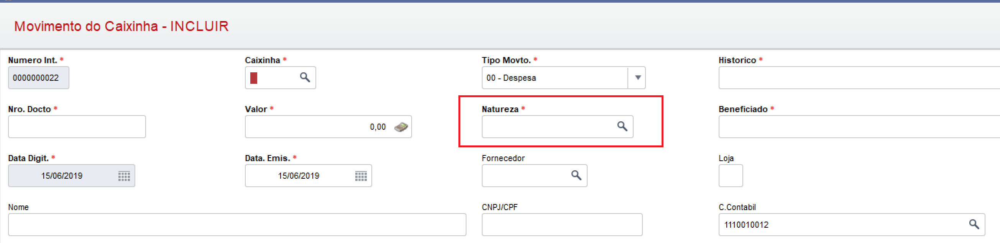 Movimento do Caixinha - INCLUIR
Numero Int. * Caixinha * Tipo Movto. * Historico *
0000000022 00 - Despesa
Nro. Docto * Valor * Natureza * Beneficiado *
0,00
Data Digit. * Data. Emis. * Fornecedor Loja
15/06/2019 15/06/2019
Nome CNPJ/CPF C.Contabil
1110010012